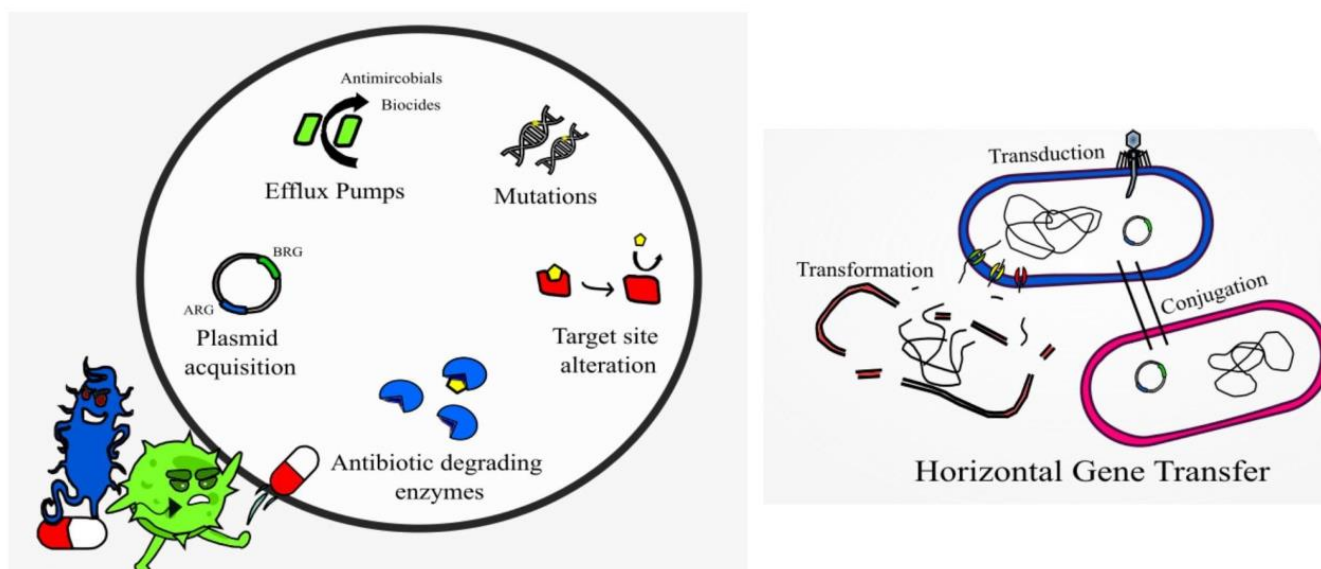 Antimircobials
Biocides
Efflux Pumps
Mutations
BRG
ARG
Plasmid
acquisition
Target site
alteration
Antibiotic degrading
enzymes
Transduction
Transformation
Conjugation
Horizontal Gene Transfer